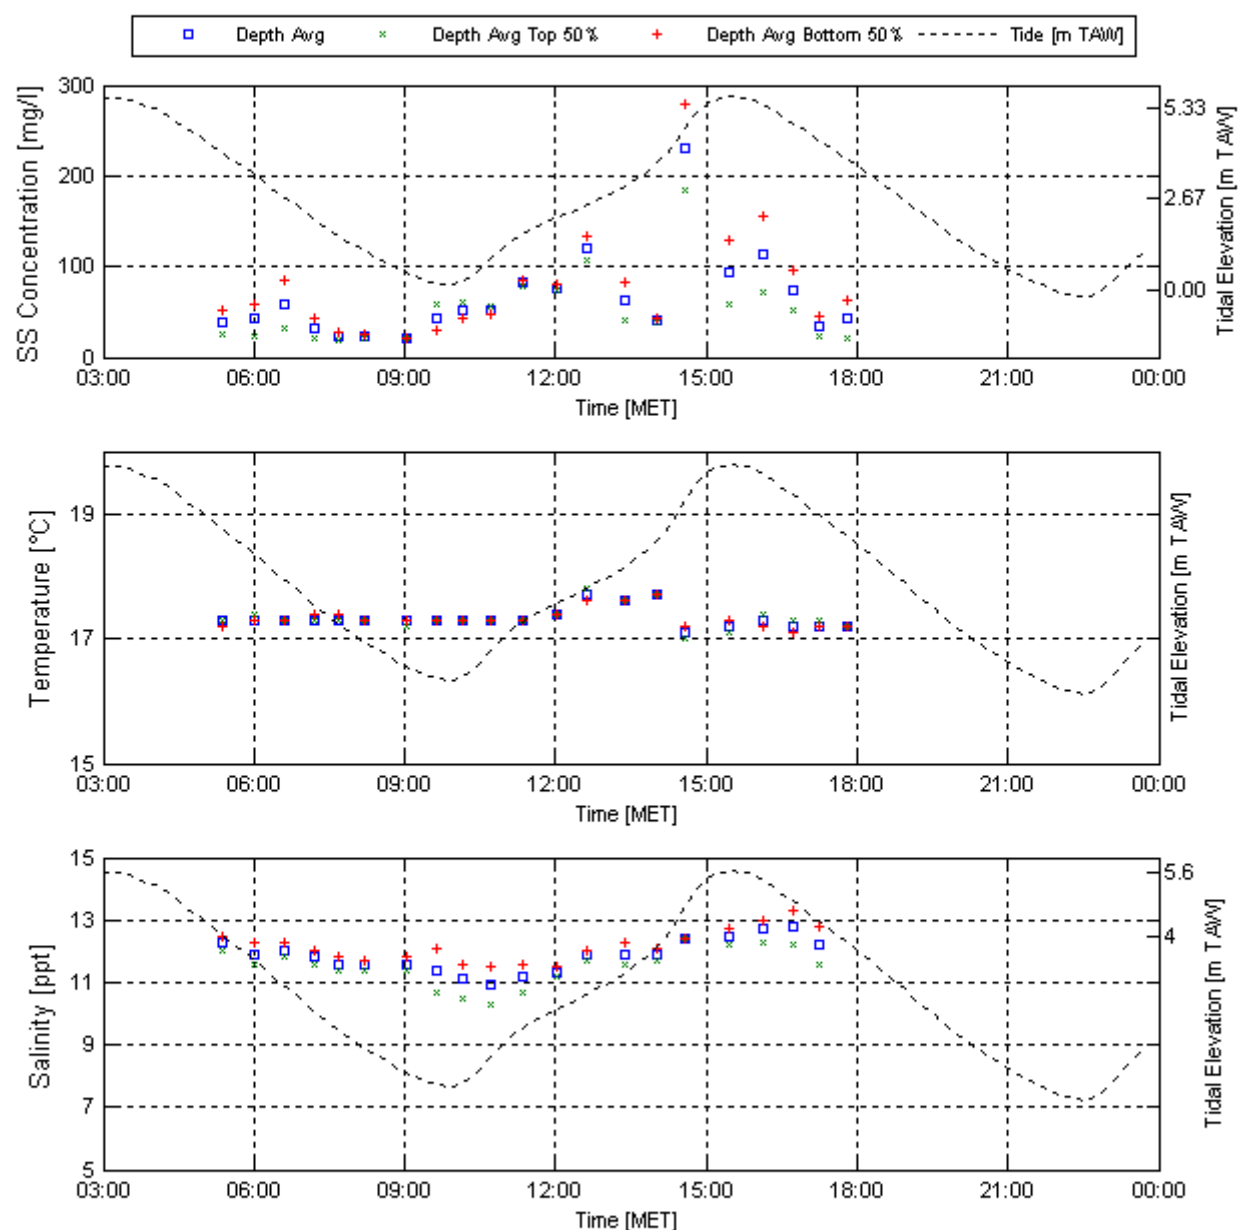 Depth Avg Depth Avg Top 50% Depth Avg Bottom 50% Tide [m TAW]
SS Concentration [mg/l]
300
200
100
0
5.33
2.67
0.00
Tidal Elevation [m TAW]
03:00 06:00 09:00 12:00 15:00 18:00 21:00 00:00
Time [MET]
Temperature [°C]
19
17
15
Tidal Elevation [m TAW]
03:00 06:00 09:00 12:00 15:00 18:00 21:00 00:00
Time [MET]
Salinity [ppt]
15
13
11
9
7
5
5.6
4
Tidal Elevation [m TAW]
03:00 06:00 09:00 12:00 15:00 18:00 21:00 00:00
Time [MET]